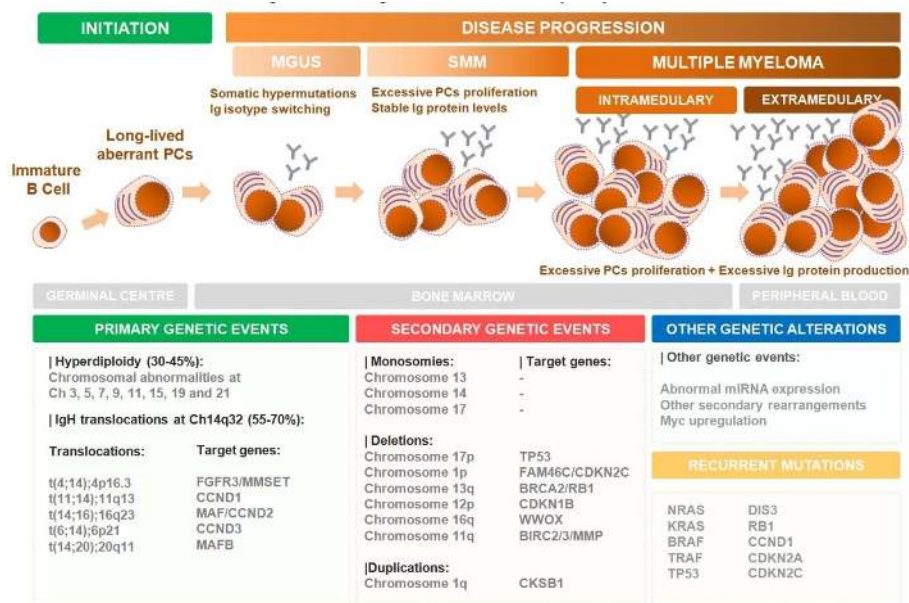 INITIATION
DISEASE PROGRESSION
MGUS
SMM
MULTIPLE MYELOMA
Somatic hypermutations
Ig isotype switching
Excessive PCs proliferation
Stable Ig protein levels
INTRAMEDULARY
EXTRAMEDULARY
Long-lived
aberrant PCs
Immature
B Cell
Excessive PCs proliferation + Excessive Ig protein production
GERMINAL CENTRE
BONE MARROW
PERIPHERAL BLOOD
PRIMARY GENETIC EVENTS
| Hyperdiploidy (30-45%):
Chromosomal abnormalities at
Ch 3, 5, 7, 9, 11, 15, 19 and 21
| IgH translocations at Ch14q32 (55-70%):
Translocations: Target genes:
t(4;14);4p16.3 FGFR3/MMSET
t(11;14);11q13 CCND1
t(14;16);16q23 MAF/CCND2
t(6;14);6p21 CCND3
t(14;20);20q11 MAFB
SECONDARY GENETIC EVENTS
| Monosomies: | Target genes:
Chromosome 13 -
Chromosome 14 -
Chromosome 17 -
| Deletions:
Chromosome 17p TP53
Chromosome 1p FAM46C/CDKN2C
Chromosome 13q BRCA2/RB1
Chromosome 12p CDKN1B
Chromosome 16q WWOX
Chromosome 11q BIRC2/3/MMP
|Duplications:
Chromosome 1q CKSB1
OTHER GENETIC ALTERATIONS
| Other genetic events:
Abnormal miRNA expression
Other secondary rearrangements
Myc upregulation
RECURRENT MUTATIONS
NRAS DIS3
KRAS RB1
BRAF CCND1
TRAF CDKN2A
TP53 CDKN2C